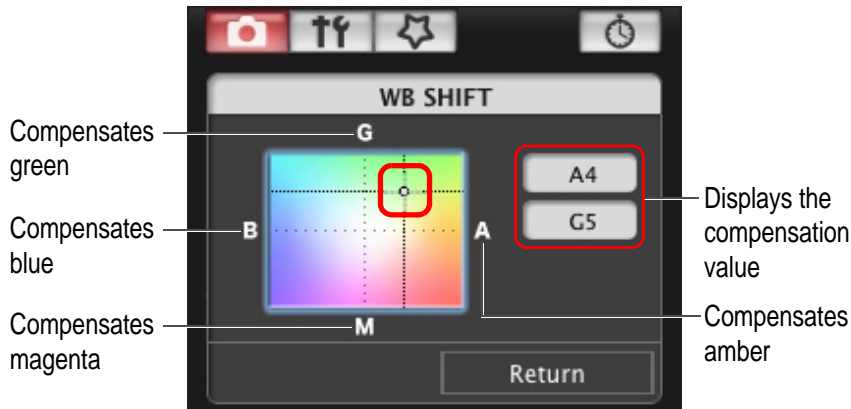 WB SHIFT
Compensates
green
G
A4
Compensates
blue
B
A
G5
Displays the
compensation
value
Compensates
magenta
M
Compensates
amber
Return